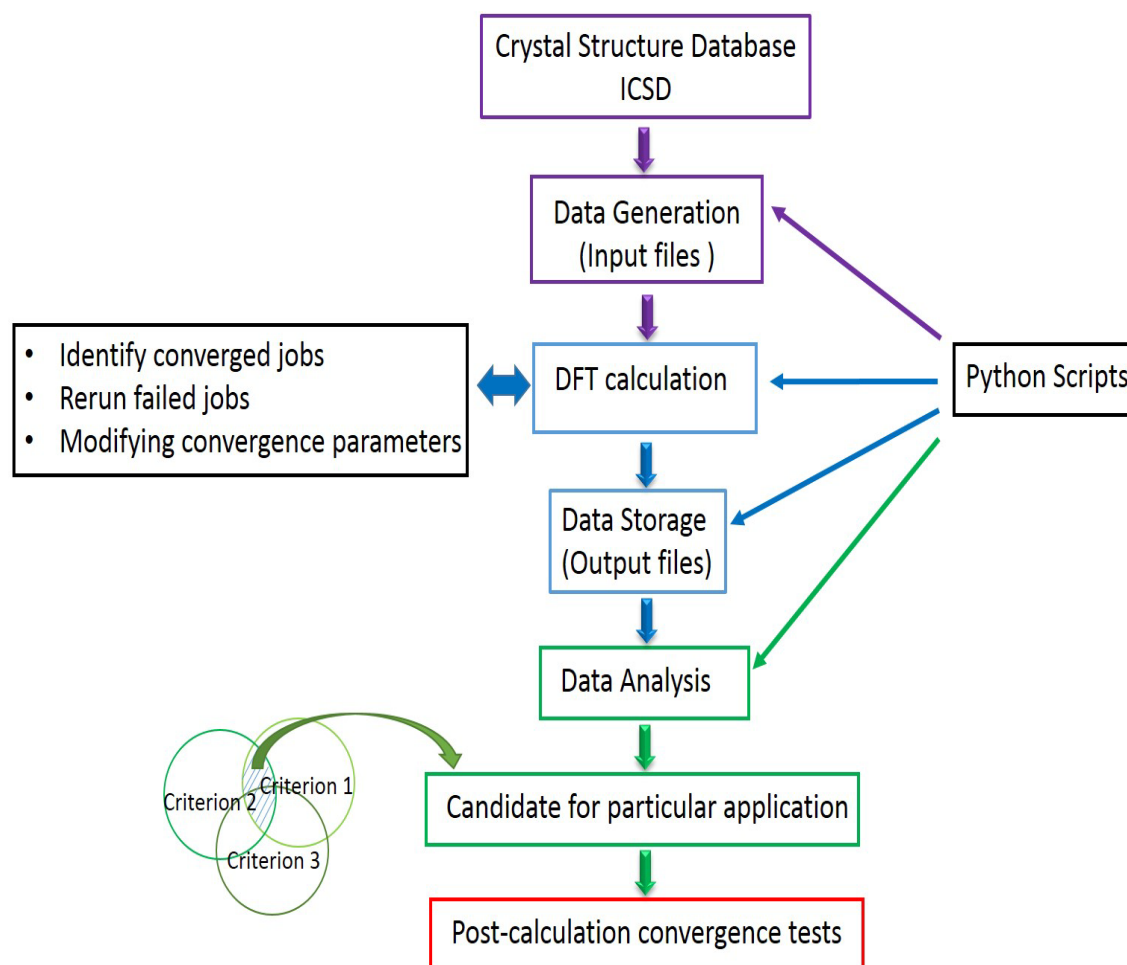 Crystal Structure Database
ICSD
Data Generation
(Input files )
• Identify converged jobs
• Rerun failed jobs
• Modifying convergence parameters
DFT calculation
Python Scripts
Data Storage
(Output files)
Data Analysis
Criterion 1
Criterion 2
Criterion 3
Candidate for particular application
Post-calculation convergence tests